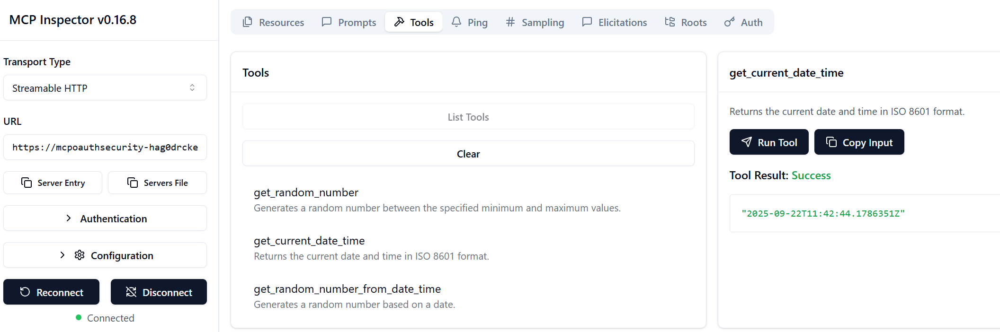 MCP Inspector v0.16.8
Transport Type
Streamable HTTP
URL
https://mcpoauthsecurity-hag0drcke
Server Entry
Servers File
Authentication
Configuration
Reconnect
Disconnect
Connected
Resources
Prompts
Tools
Ping
Sampling
Elicitations
Roots
Auth
Tools
List Tools
Clear
get_random_number
Generates a random number between the specified minimum and maximum values.
get_current_date_time
Returns the current date and time in ISO 8601 format.
get_random_number_from_date_time
Generates a random number based on a date.
get_current_date_time
Returns the current date and time in ISO 8601 format.
Run Tool
Copy Input
Tool Result: Success
"2025-09-22T11:42:44.1786351Z"